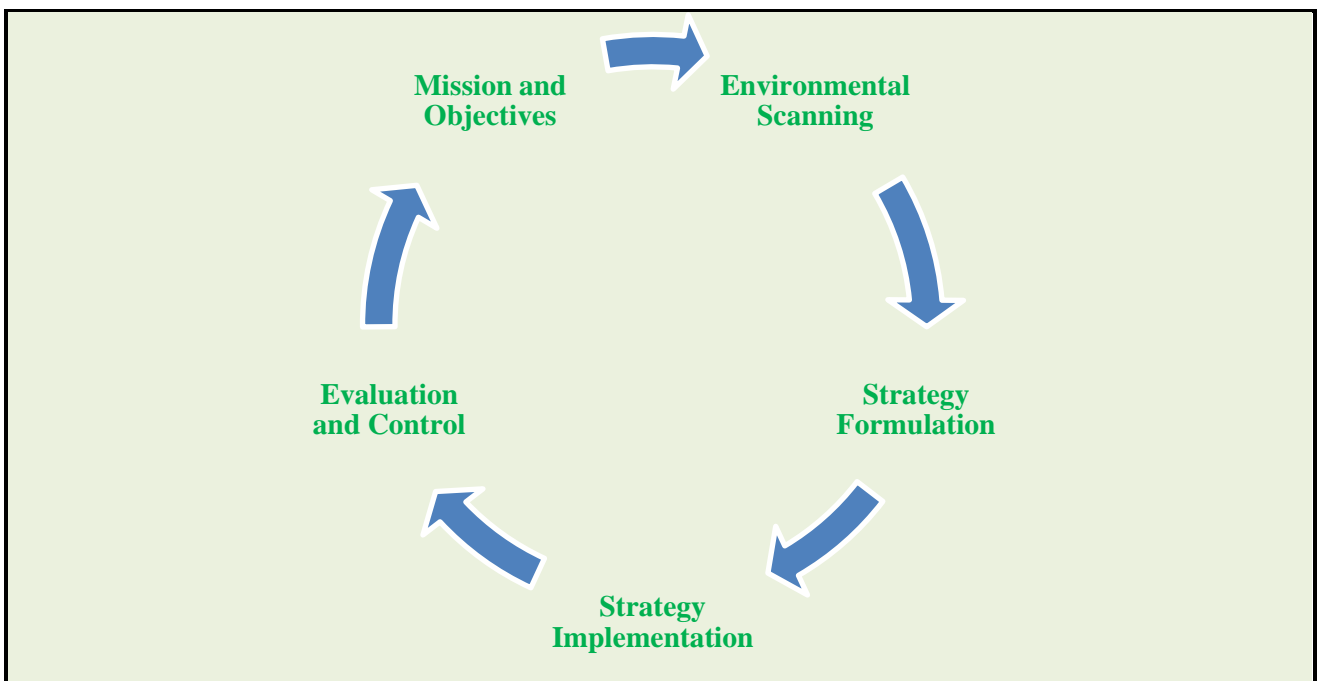 Mission and
Objectives
Environmental
Scanning
Strategy
Formulation
Strategy
Implementation
Evaluation
and Control